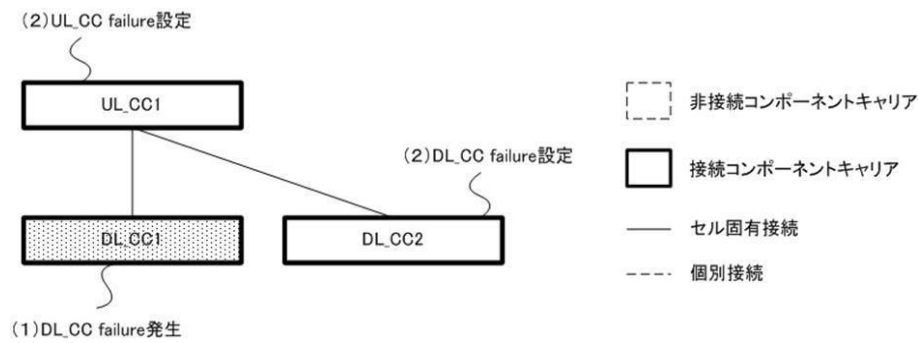 (2)UL_CC failure設定
UL_CC1
非接続コンポーネントキャリア
(2)DL_CC failure設定
接続コンポーネントキャリア
DL_CC1
DL_CC2
セル固有接続
個別接続
(1)DL_CC failure発生